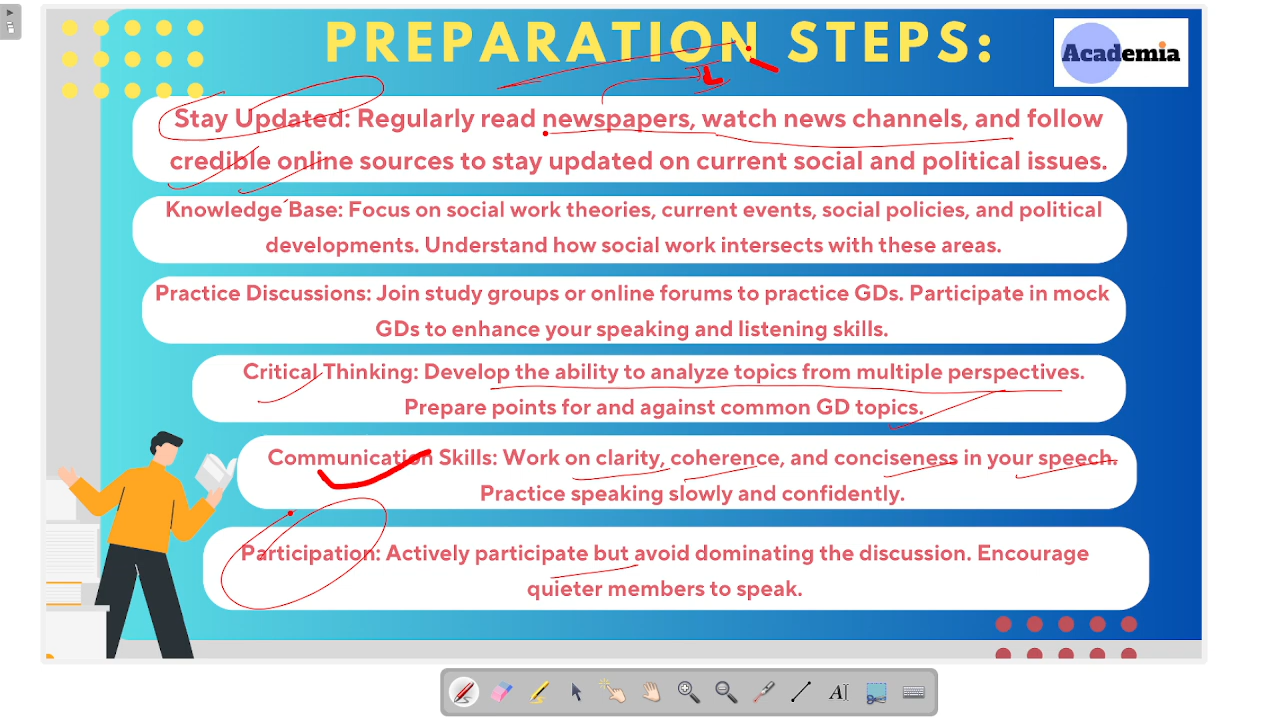 PREPARATION STEPS:
Academia
Stay Updated: Regularly read newspapers, watch news channels, and follow
credible online sources to stay updated on current social and political issues.
Knowledge Base: Focus on social work theories, current events, social policies, and political
developments. Understand how social work intersects with these areas.
Practice Discussions: Join study groups or online forums to practice GDs. Participate in mock
GDs to enhance your speaking and listening skills.
Critical Thinking: Develop the ability to analyze topics from multiple perspectives.
Prepare points for and against common GD topics.
Communication Skills: Work on clarity, coherence, and conciseness in your speech.
Practice speaking slowly and confidently.
Participation: Actively participate but avoid dominating the discussion. Encourage
quieter members to speak.